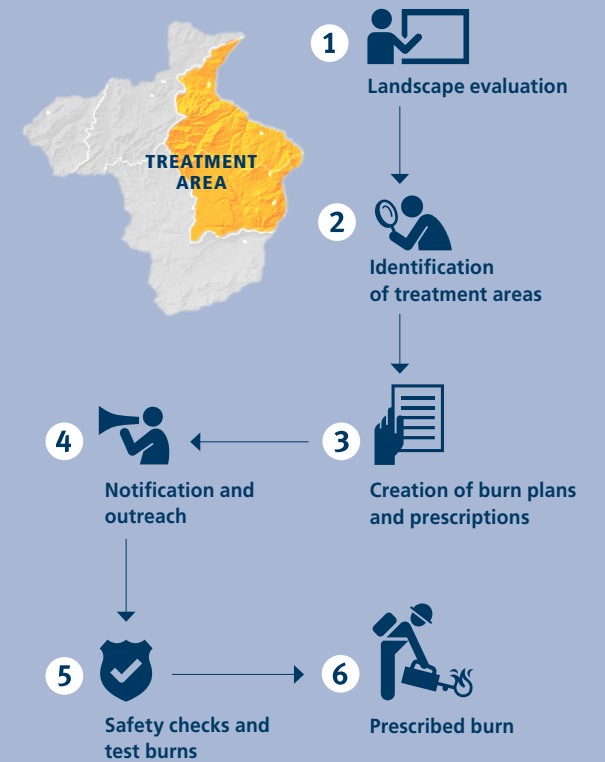 TREATMENT
AREA
1
Landscape evaluation
2
Identification
of treatment areas
3
Creation of burn plans
and prescriptions
4
Notification and
outreach
5
Safety checks and
test burns
6
Prescribed burn